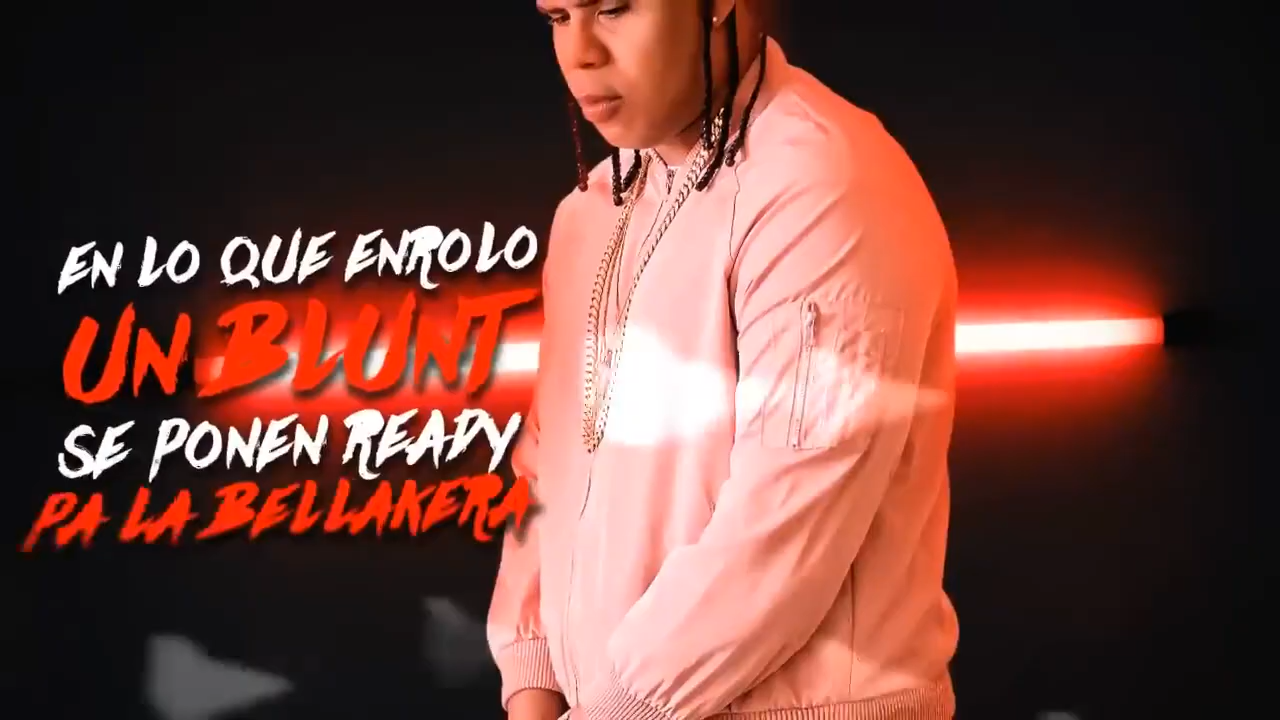 EN LO QUE ENROLO
UN BLUNT
SE PONEN READY
PA LA BELLAKERA